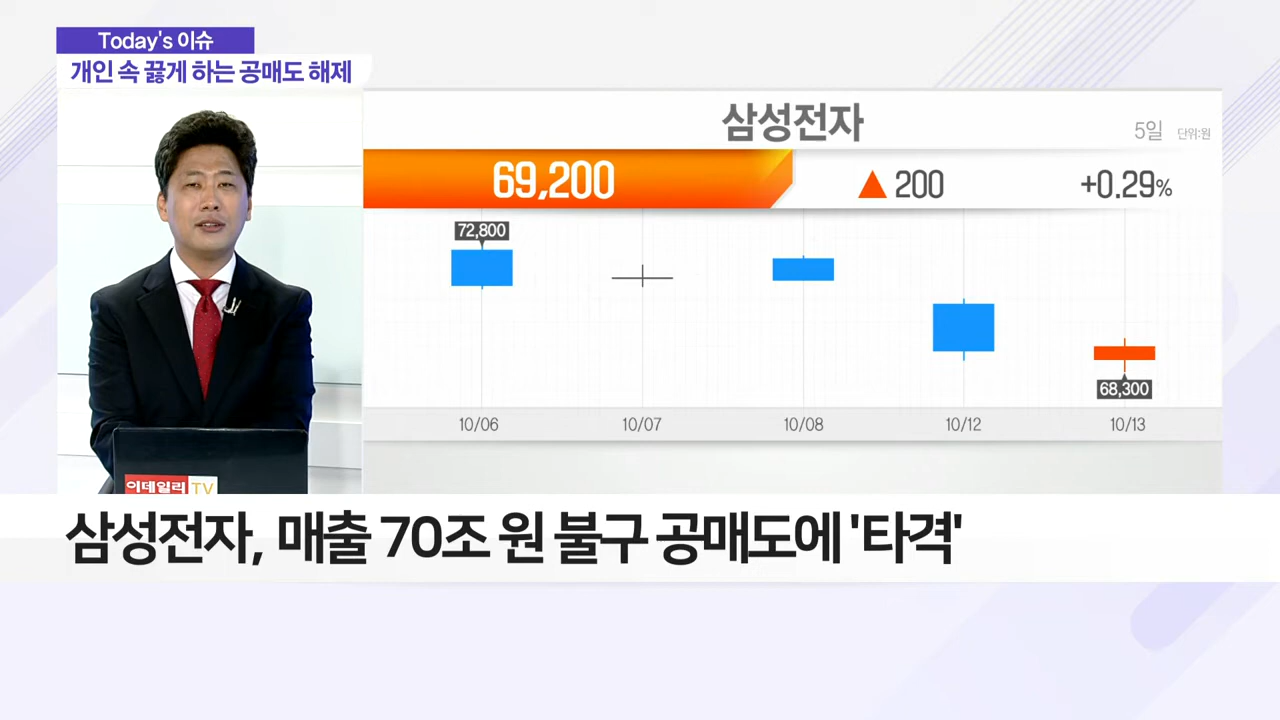 Today's 이슈
개인 속 끓게 하는 공매도 해제
삼성전자
5일 단위:원
69,200 ▲ 200 +0.29%
72,800
68,300
10/06 10/07 10/08 10/12 10/13
이데일리 TV
삼성전자, 매출 70조 원 불구 공매도에 '타격'